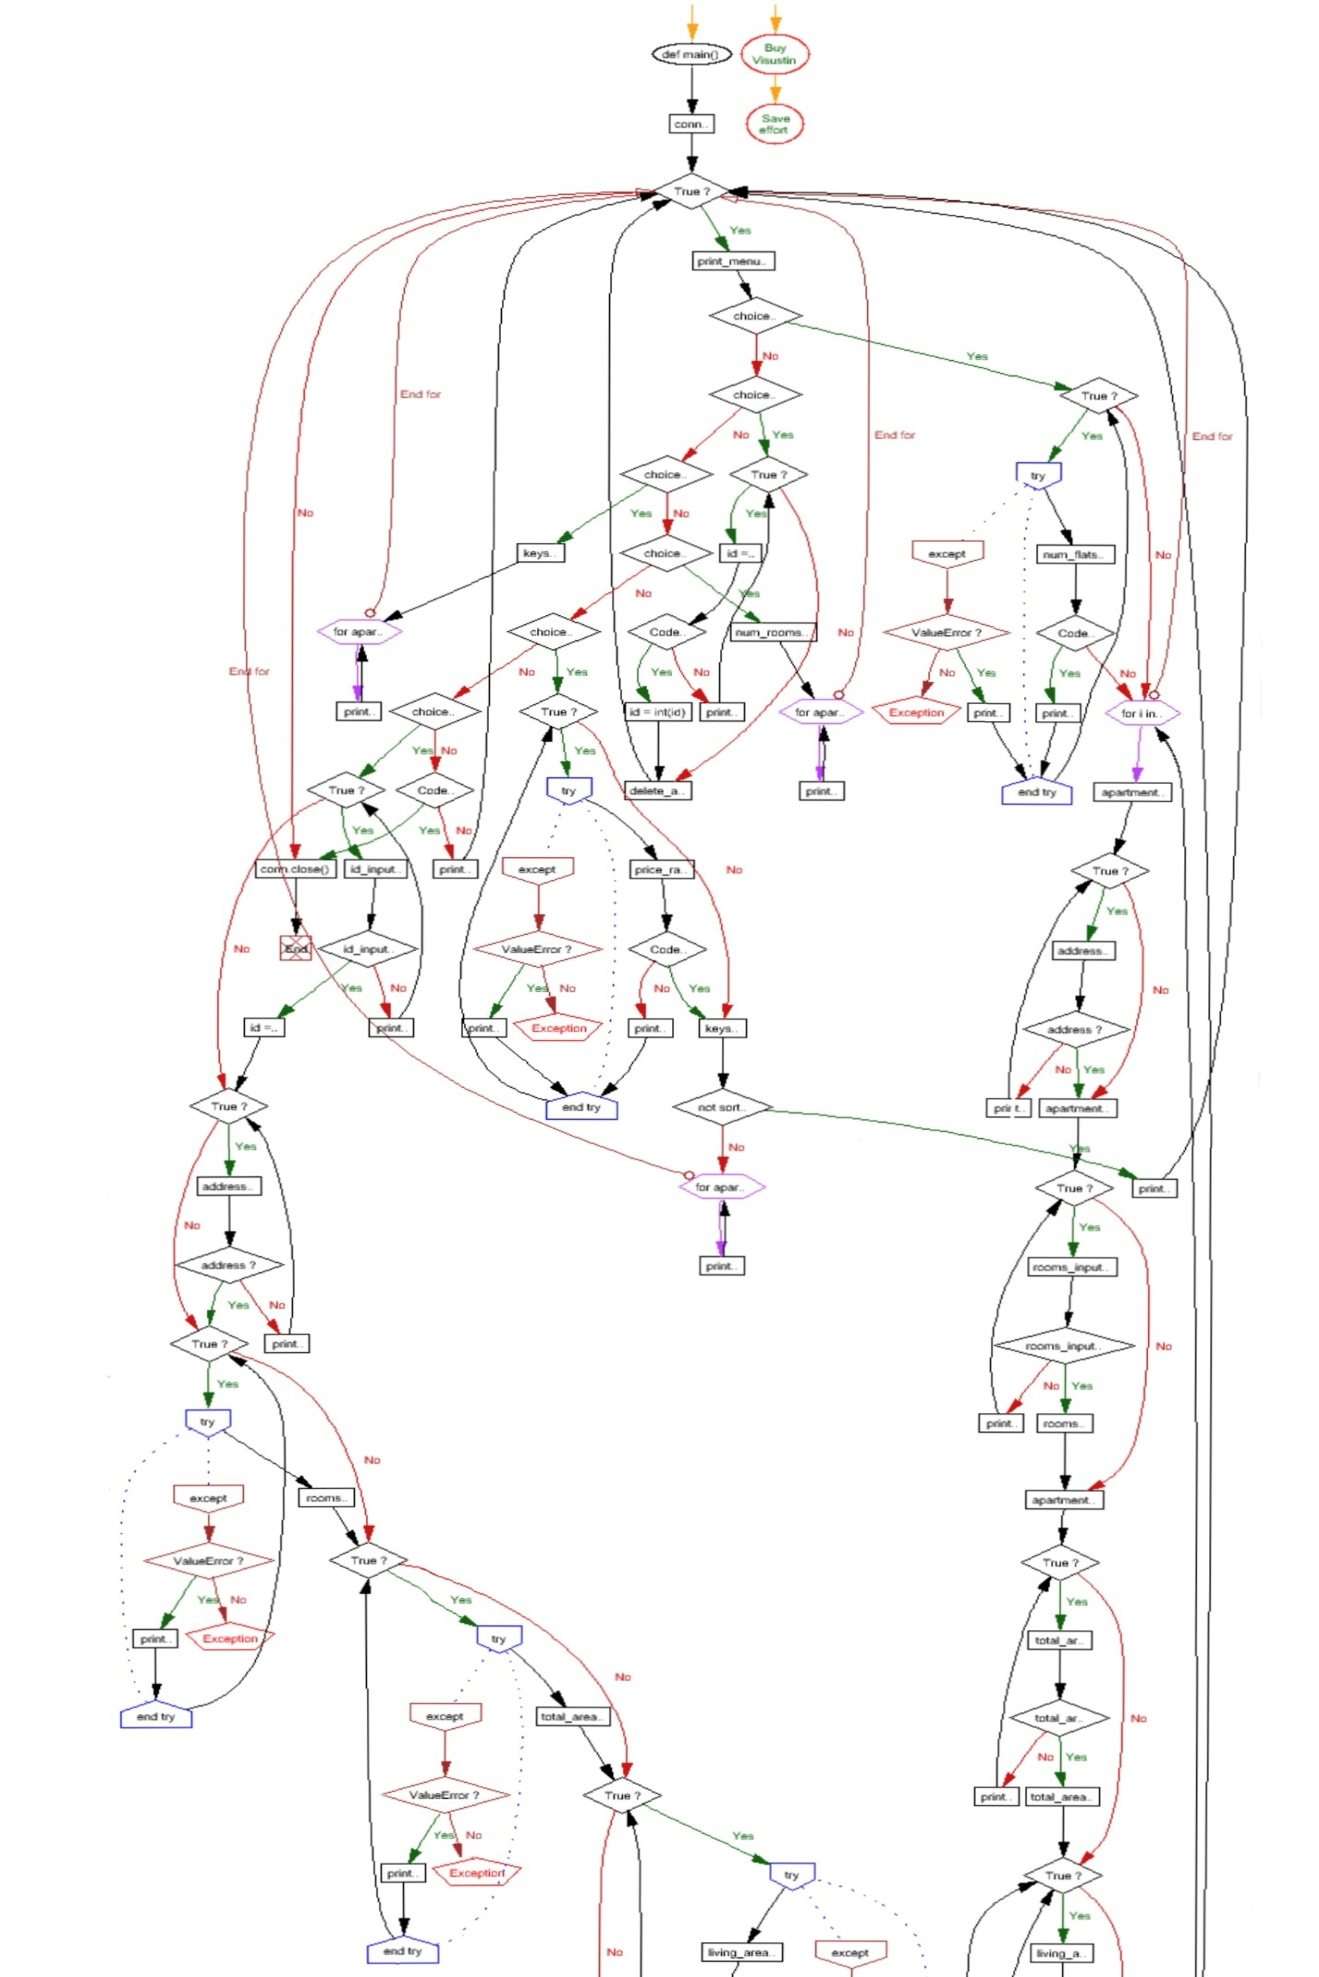 def main()
Buy
Visustin
conn..
Save
effort
True ?
Yes
print_menu..
choice..
Yes
No
choice..
True ?
End for
No
Yes
End for
End for
Yes
choice..
True ?
try
No
Yes
No
Yes
keys..
choice..
id =..
except
num_flats..
No
No
Yes
for apar..
choice..
Code..
num_rooms..
No
ValueError ?
Code..
End for
No
Yes
Yes
No
No
Yes
Yes
No
print..
choice..
True ?
id = int(id)
print..
for apar..
Exception
print..
print..
for i in..
Yes
No
Yes
True ?
Code..
try
delete_a..
print..
end try
apartment..
Yes
Yes
No
conn.close()
id_input..
print..
except
price_ra..
No
True ?
Yes
No
End
id_input..
ValueError ?
Code..
address..
Yes
No
Yes
No
No
Yes
No
id =..
print..
print..
Exception
print..
keys..
address ?
No
Yes
True ?
end try
not sort..
print..
apartment..
Yes
No
Yes
address..
for apar..
True ?
print..
No
Yes
address ?
print..
rooms_input..
Yes
No
True ?
print..
rooms_input..
No
Yes
No
Yes
try
print..
rooms..
No
except
rooms..
apartment..
ValueError ?
True ?
True ?
Yes
No
Yes
Yes
print..
Exception
try
total_ar..
No
end try
except
total_area..
total_ar..
No
No
Yes
ValueError ?
True ?
print..
total_area..
Yes
No
Yes
print..
Exception
try
True ?
Yes
end try
No
living_area..
except
living_a..